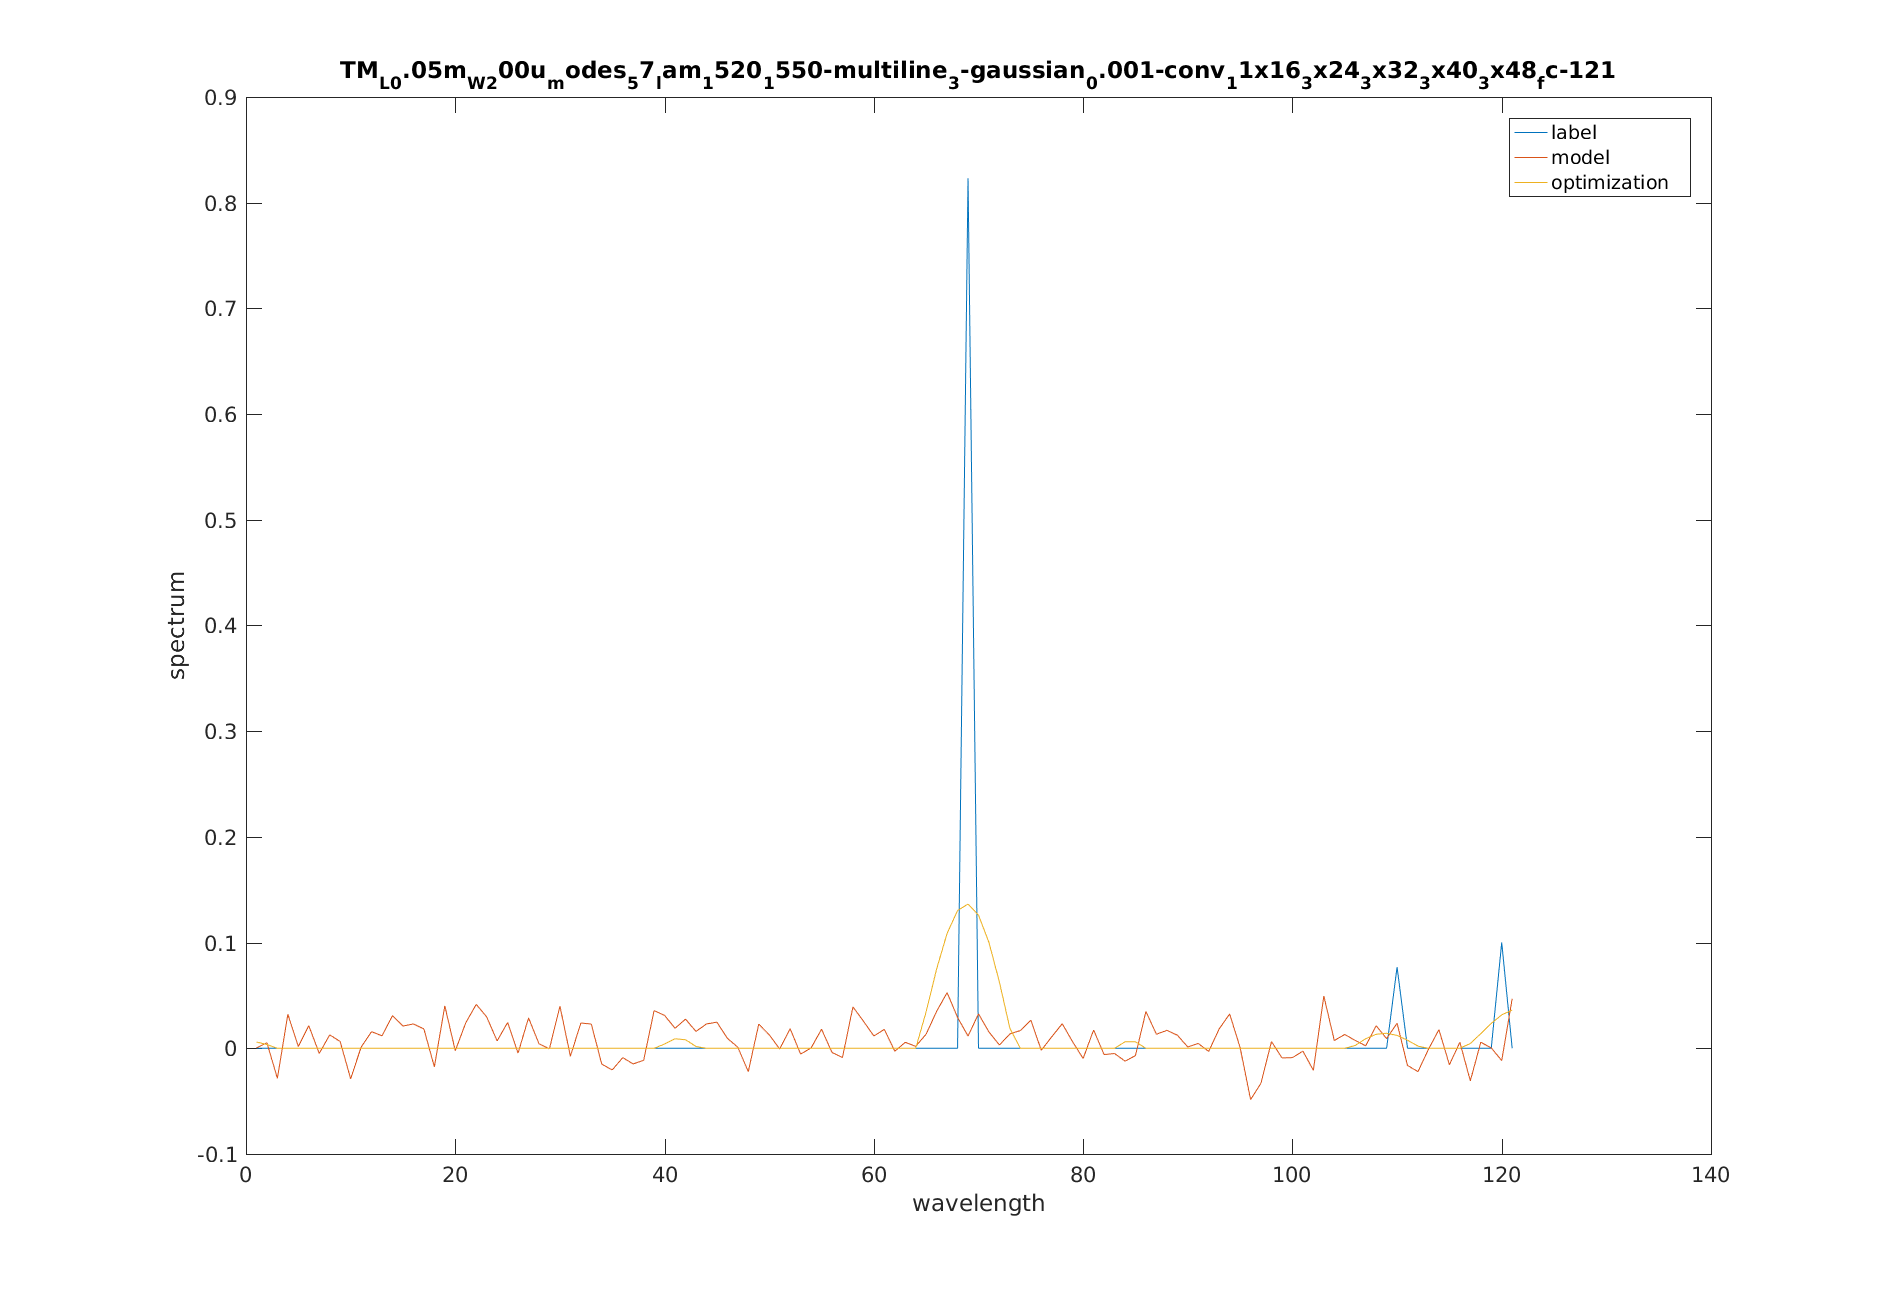 TM_L0.05m_W200u_modes_57_lam_1520_1550-multiline_3-gaussian_0.001-conv_11x16_3x24_3x32_3x40_3x48_fc-121
label
model
optimization
0.9
0.8
0.7
0.6
0.5
0.4
0.3
0.2
0.1
0
-0.1
spectrum
0 20 40 60 80 100 120 140
wavelength